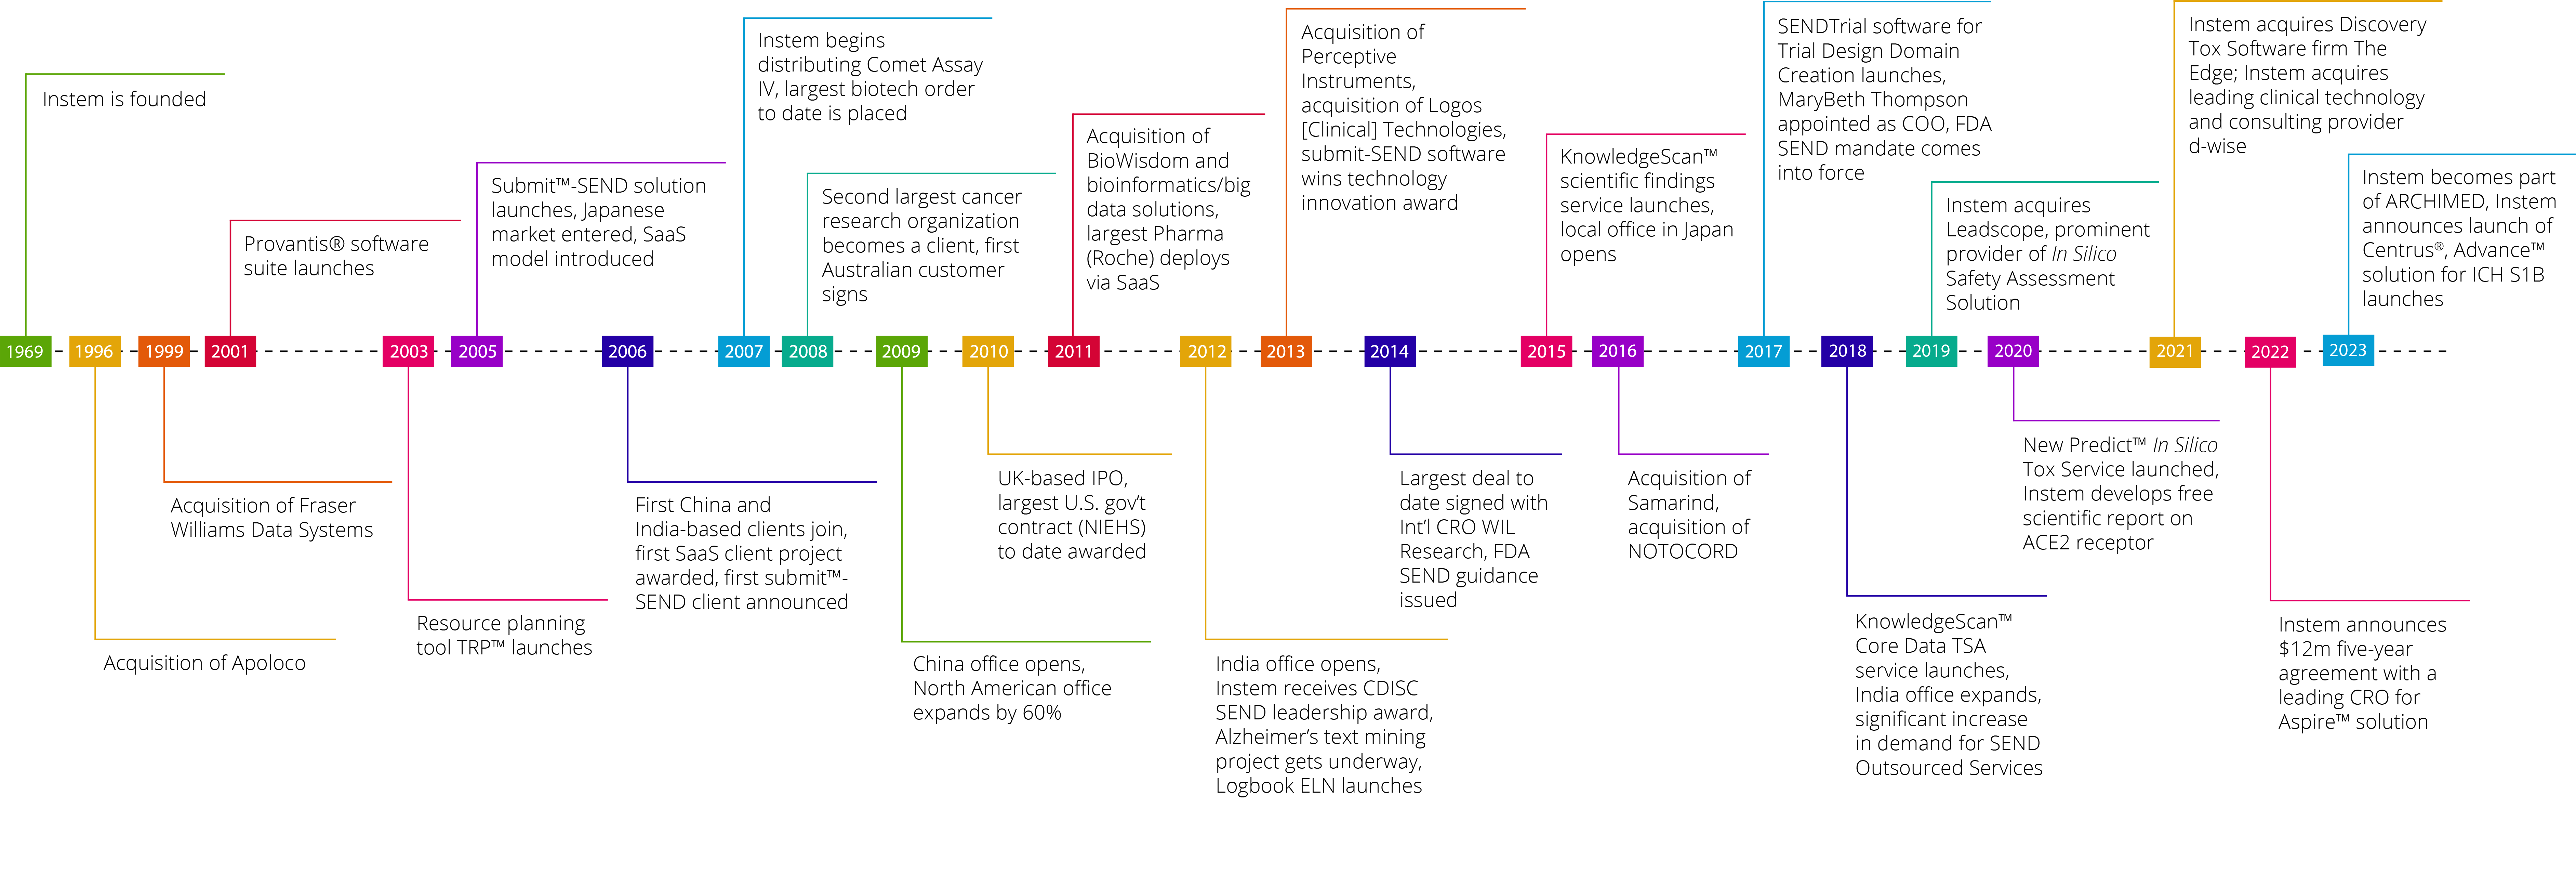 Instem is founded
Provantis® software
suite launches
Submit™-SEND solution
launches, Japanese
market entered, SaaS
model introduced
Instem begins
distributing Comet Assay
IV, largest biotech order
to date is placed
Second largest cancer
research organization
becomes a client, first
Australian customer
signs
Acquisition of
BioWisdom and
bioinformatics/big
data solutions,
largest Pharma
(Roche) deploys
via SaaS
Acquisition of
Perceptive
Instruments,
acquisition of Logos
[Clinical] Technologies,
submit-SEND software
wins technology
innovation award
KnowledgeScan™
scientific findings
service launches,
local office in Japan
opens
SENDTrial software for
Trial Design Domain
Creation launches,
MaryBeth Thompson
appointed as COO, FDA
SEND mandate comes
into force
Instem acquires
Leadscope, prominent
provider of In Silico
Safety Assessment
Solution
Instem acquires Discovery
Tox Software firm The
Edge; Instem acquires
leading clinical technology
and consulting provider
d-wise
Instem becomes part
of ARCHIMED, Instem
announces launch of
Centrus®, Advance™
solution for ICH S1B
launches
1969 1996 1999 2001 2003 2005 2006 2007 2008 2009 2010 2011 2012 2013 2014 2015 2016 2017 2018 2019 2020 2021 2022 2023
Acquisition of Apoloco
Acquisition of Fraser
Williams Data Systems
Resource planning
tool TRP™ launches
First China and
India-based clients join,
first SaaS client project
awarded, first submit™-
SEND client announced
China office opens,
North American office
expands by 60%
UK-based IPO,
largest U.S. gov’t
contract (NIEHS)
to date awarded
India office opens,
Instem receives CDISC
SEND leadership award,
Alzheimer’s text mining
project gets underway,
Logbook ELN launches
Largest deal to
date signed with
Int’l CRO WIL
Research, FDA
SEND guidance
issued
Acquisition of
Samarind,
acquisition of
NOTOCORD
KnowledgeScan™
Core Data TSA
service launches,
India office expands,
significant increase
in demand for SEND
Outsourced Services
New Predict™ In Silico
Tox Service launched,
Instem develops free
scientific report on
ACE2 receptor
Instem announces
$12m five-year
agreement with a
leading CRO for
Aspire™ solution